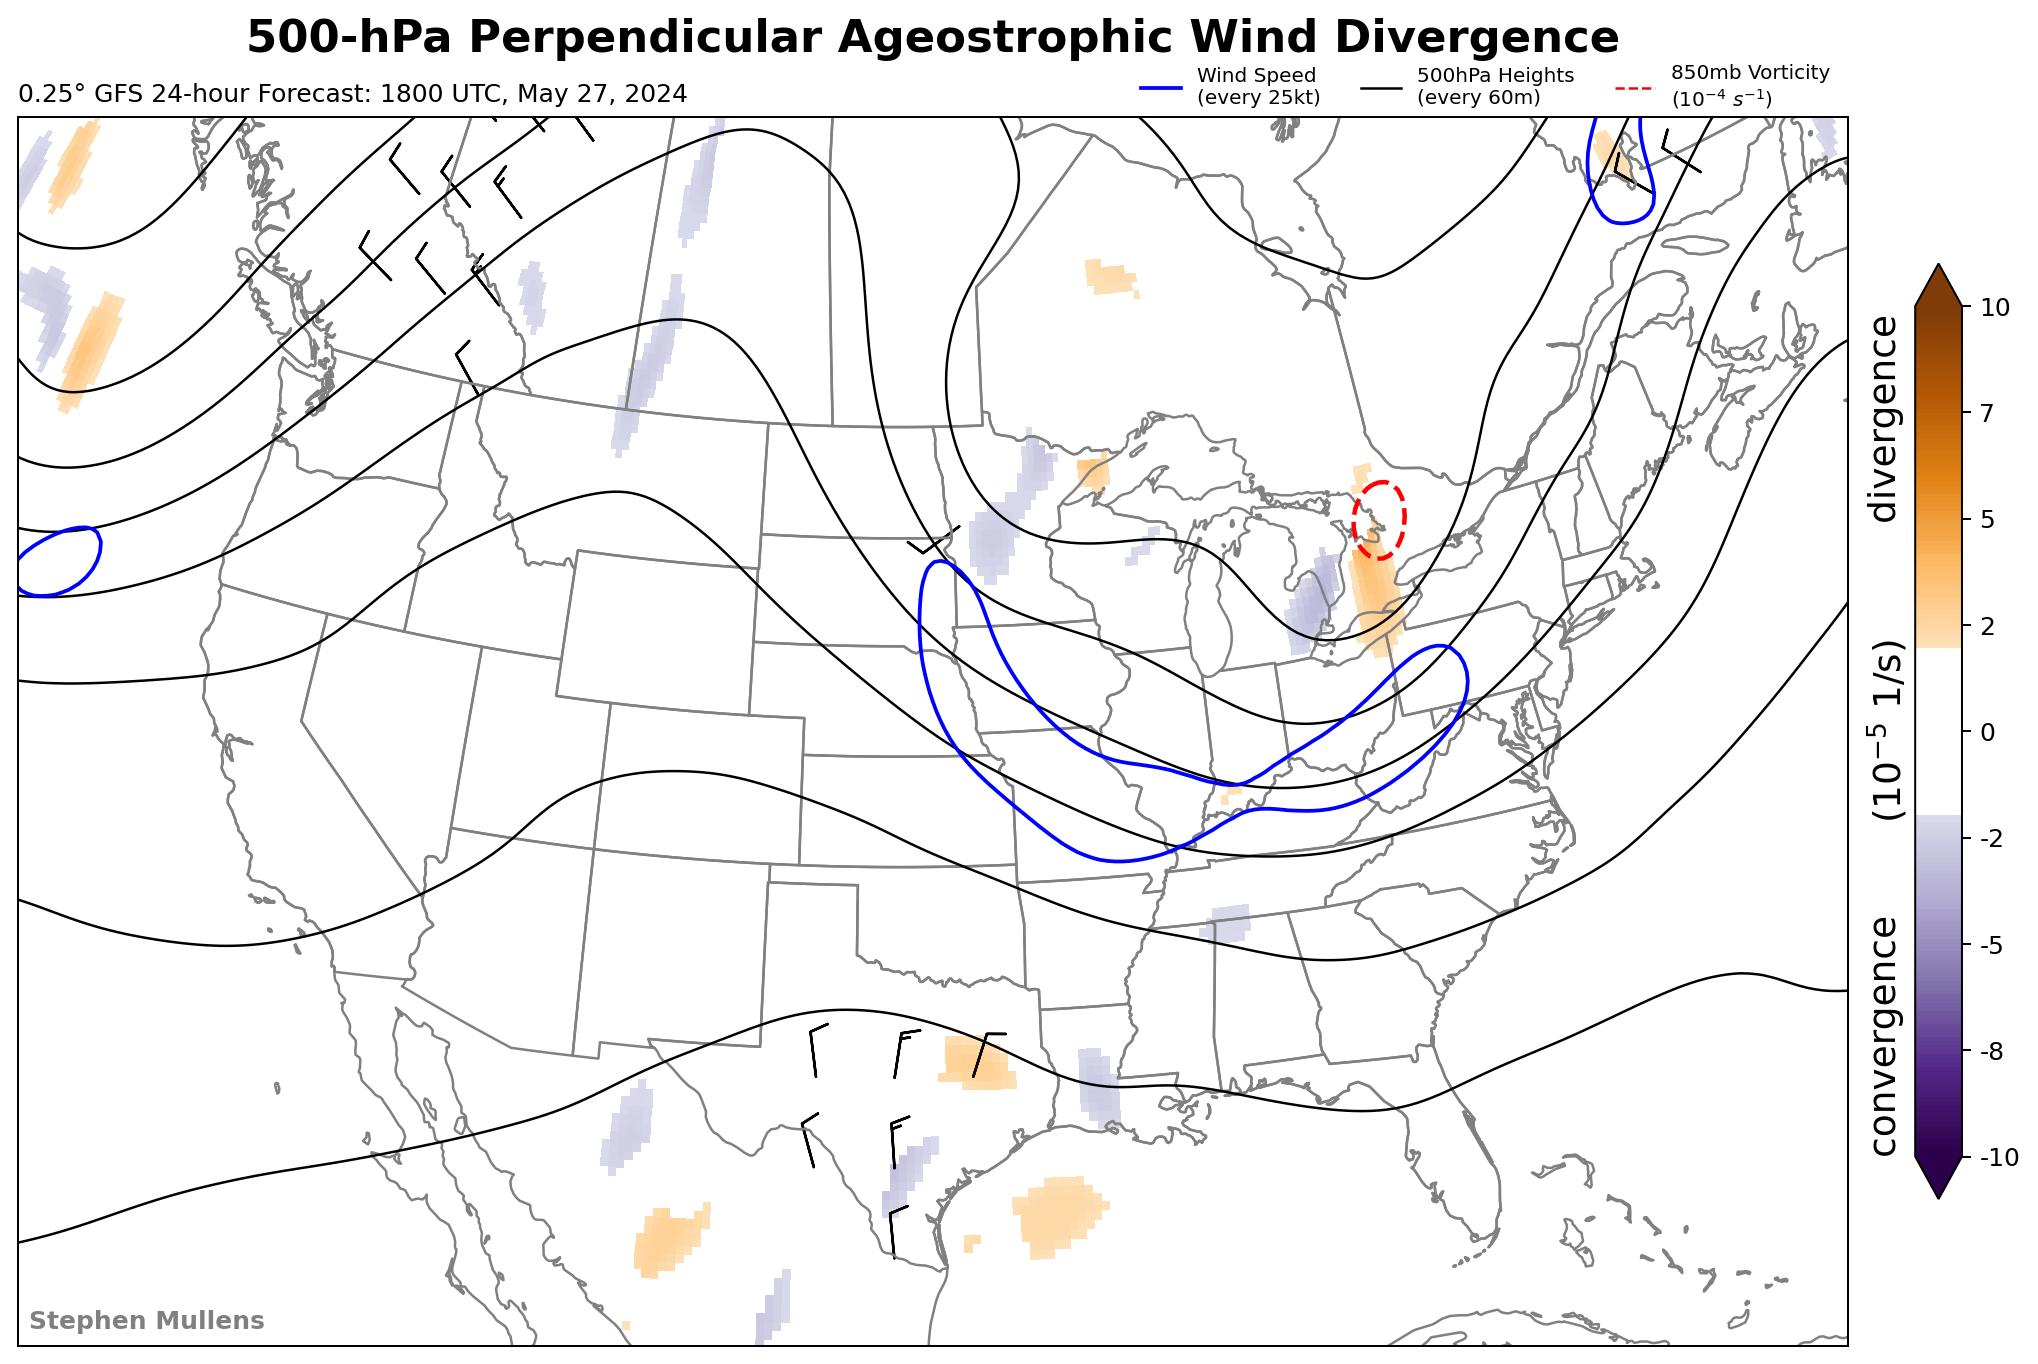 500-hPa Perpendicular Ageostrophic Wind Divergence
0.25° GFS 24-hour Forecast: 1800 UTC, May 27, 2024
Wind Speed
(every 25kt)
500hPa Heights
(every 60m)
850mb Vorticity
(10⁻⁴ s⁻¹)
10
7
5
2
0
-2
-5
-8
-10
convergence (10⁻⁵ 1/s) divergence
Stephen Mullens